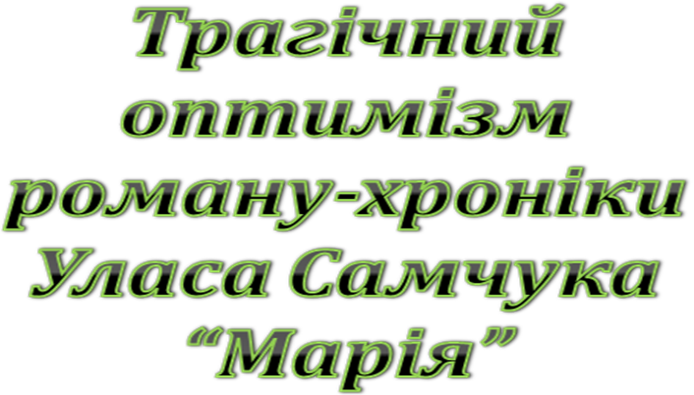 Трагічний
оптимізм
роману-хроніки
Уласа Самчука
“Марія”